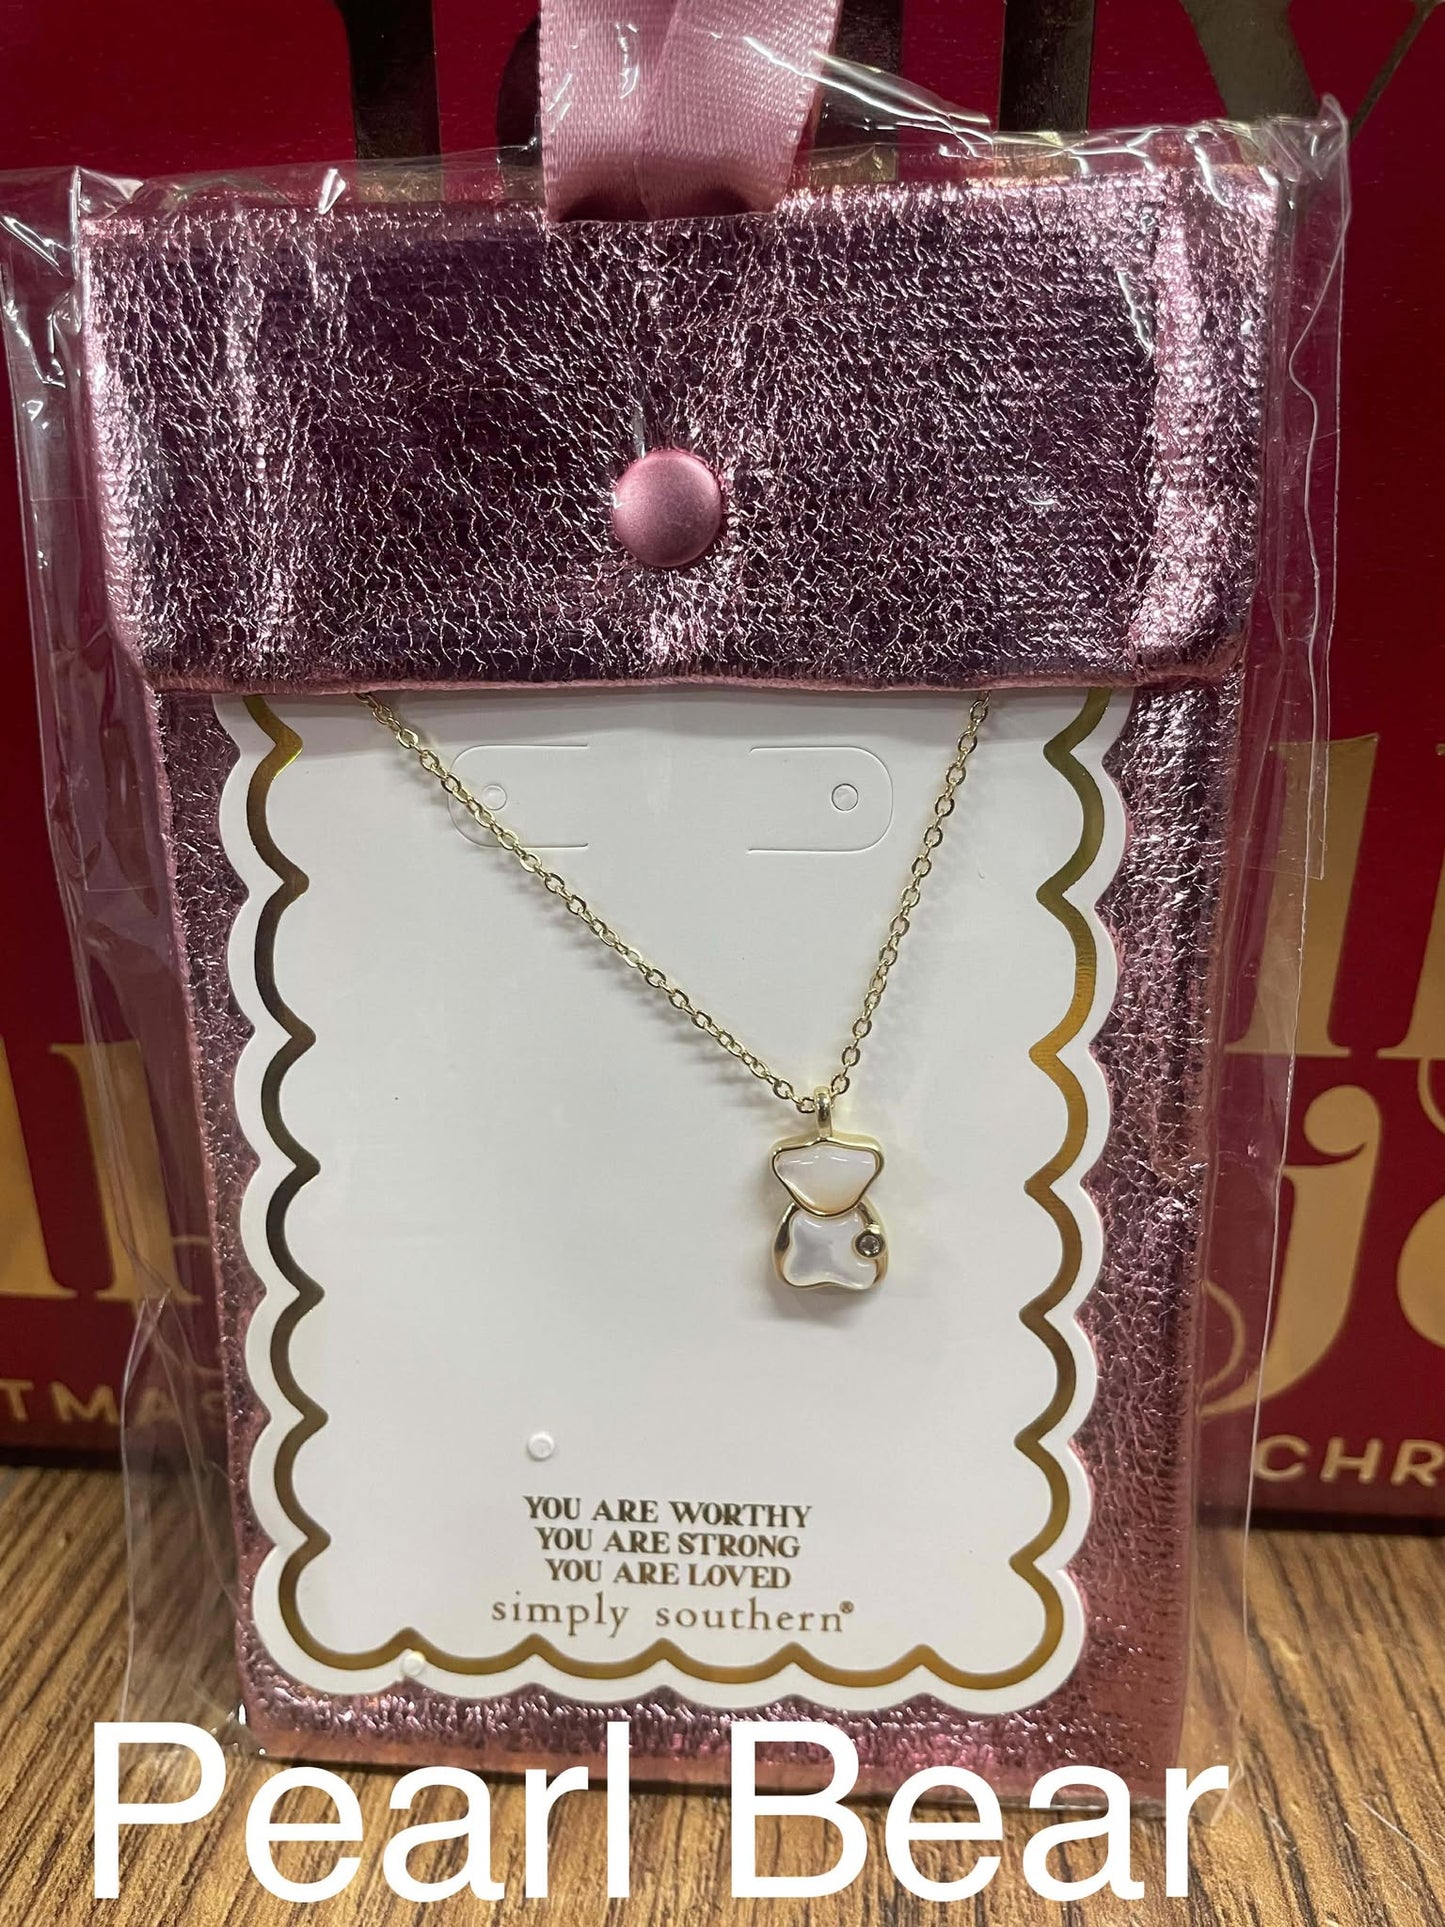 YOU ARE WORTHY
YOU ARE STRONG
YOU ARE LOVED
simply southern®
Pearl Bear